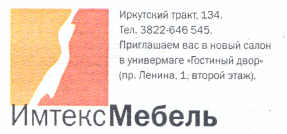 Иркутский тракт, 134.
Тел. 3822-646 545.
Приглашаем вас в новый салон
в универмаге «Гостиный двор»
(пр. Ленина, 1, второй этаж).
ИмтексМебель